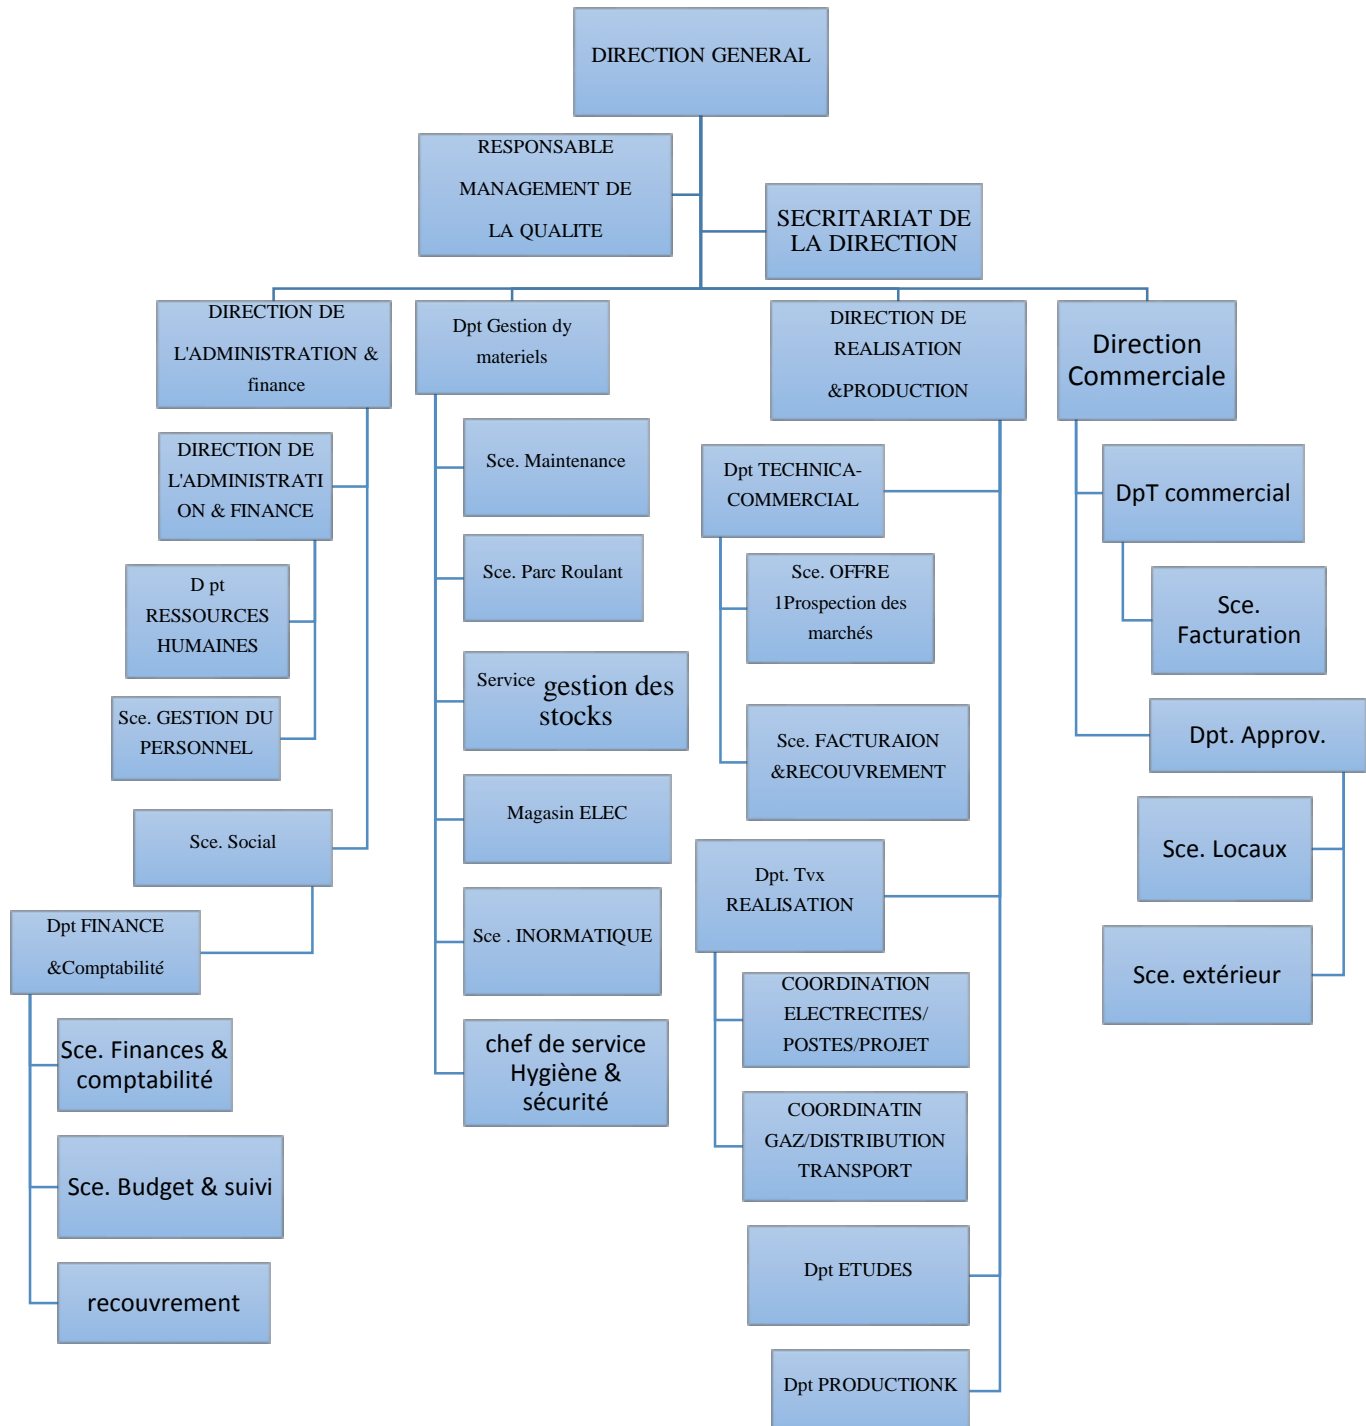 DIRECTION GENERAL
RESPONSABLE
MANAGEMENT DE
LA QUALITE
SECRITARIAT DE
LA DIRECTION
DIRECTION DE
L'ADMINISTRATION &
finance
DIRECTION DE
L'ADMINISTRATI
ON & FINANCE
D pt
RESSOURCES
HUMAINES
Sce. GESTION DU
PERSONNEL
Sce. Social
Dpt FINANCE
&Comptabilité
Sce. Finances &
comptabilité
Sce. Budget & suivi
recouvrement
Dpt Gestion dy
materiels
Sce. Maintenance
Sce. Parc Roulant
Service gestion des
stocks
Magasin ELEC
Sce . INORMATIQUE
chef de service
Hygiène &
sécurité
DIRECTION DE
REALISATION
&PRODUCTION
Dpt TECHNICA-
COMMERCIAL
Sce. OFFRE
1Prospection des
marchés
Sce. FACTURAION
&RECOUVREMENT
Dpt. Tvx
REALISATION
COORDINATION
ELECTRECITES/
POSTES/PROJET
COORDINATIN
GAZ/DISTRIBUTION
TRANSPORT
Dpt ETUDES
Dpt PRODUCTIONK
Direction
Commerciale
DpT commercial
Sce.
Facturation
Dpt. Approv.
Sce. Locaux
Sce. extérieur